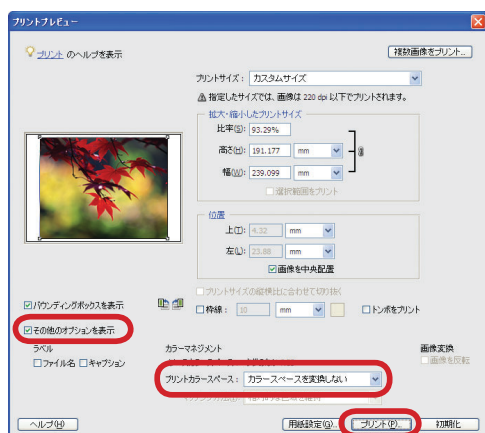 プリントプレビュー
プリント のヘルプを表示
複数画像をプリント...
プリントサイズ： カスタムサイズ
指定したサイズでは、画像は 220 dpi 以下でプリントされます。
拡大・縮小したプリントサイズ
比率(S): 93.29%
高さ(H): 191.177 mm
幅(W): 239.099 mm
選択範囲をプリント
位置
上(T): 4.32 mm
左(L): 23.88 mm
画像を中央配置
プリントサイズの縦横比に合わせて切り抜く
バウンディングボックスを表示
枠線： 10 mm
トンボをプリント
その他のオプションを表示
ラベル
カラーマネジメント
画像変換
ファイル名 キャプション
画像を反転
プリントカラースペース： カラースペースを変換しない
ヘルプ(H)
用紙設定(G)...
プリント(P)...
初期化